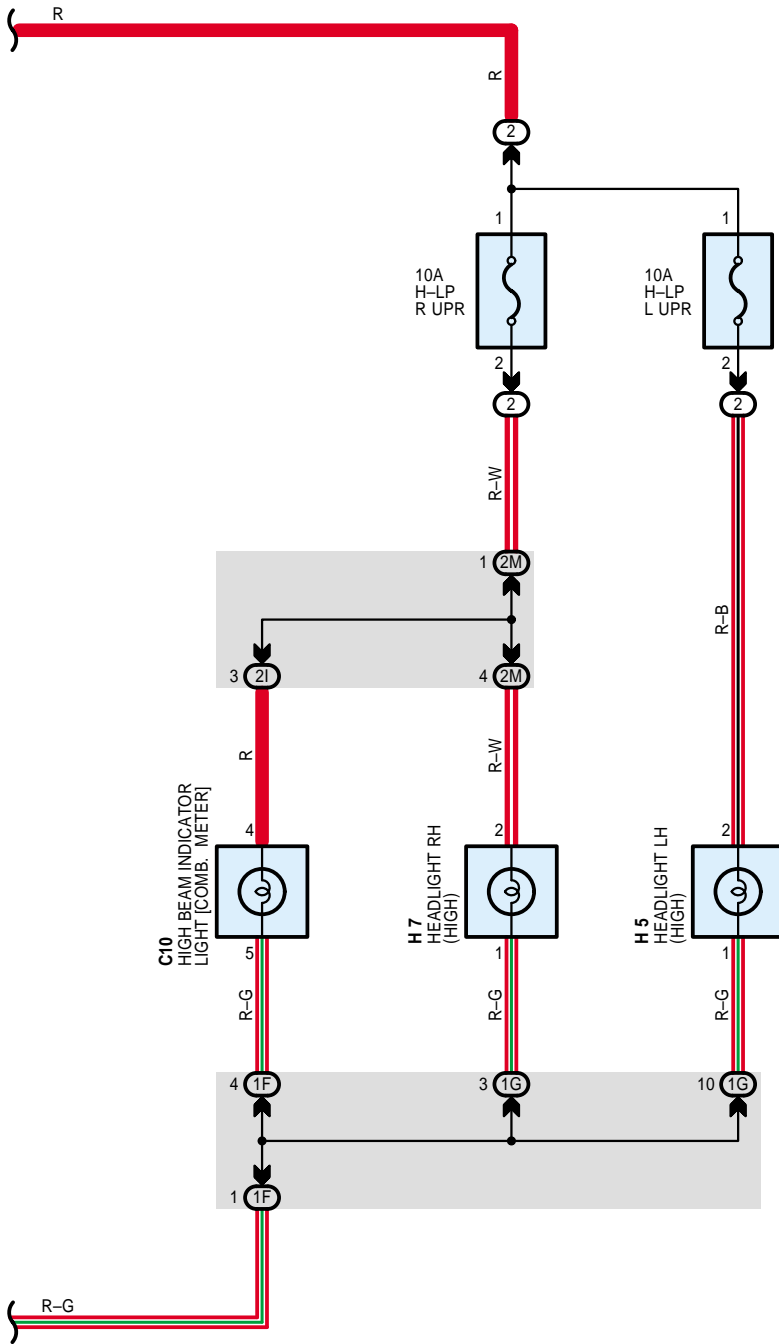 R
R
2
1
1
10A
H–LP
R UPR
10A
H–LP
L UPR
2
2
2
2
R–W
1 2M
R–B
3 2I
4 2M
R
R–W
4
2
2
C10
HIGH BEAM INDICATOR
LIGHT [COMB. METER]
H 7
HEADLIGHT RH
(HIGH)
H 5
HEADLIGHT LH
(HIGH)
5
1
1
R–G
R–G
R–G
4 1F
3 1G
10 1G
1 1F
R–G